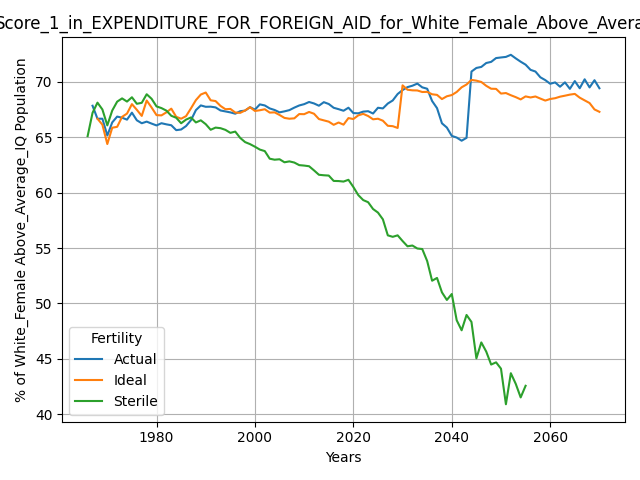 Score_1_in_EXPENDITURE_FOR_FOREIGN_AID_for_White_Female_Above_Avera
% of White_Female Above_Average_IQ Population
70
65
60
55
50
45
40
Fertility
Actual
Ideal
Sterile
1980 2000 2020 2040 2060
Years